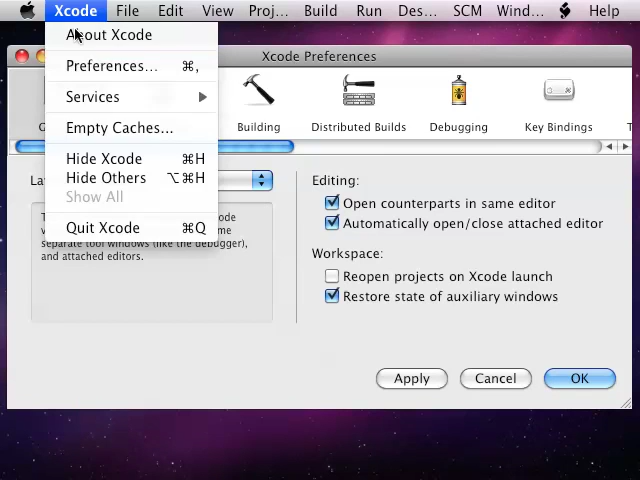 Xcode File Edit View Proj... Build Run Des... SCM Wind... Help
About Xcode
Preferences... ⌘,
Services
Empty Caches...
Hide Xcode ⌘H
Hide Others ⌥⌘H
Show All
Quit Xcode ⌘Q
Xcode Preferences
Building Distributed Builds Debugging Key Bindings
separate tool windows (like the debugger),
and attached editors.
Editing:
Open counterparts in same editor
Automatically open/close attached editor
Workspace:
Reopen projects on Xcode launch
Restore state of auxiliary windows
Apply Cancel OK